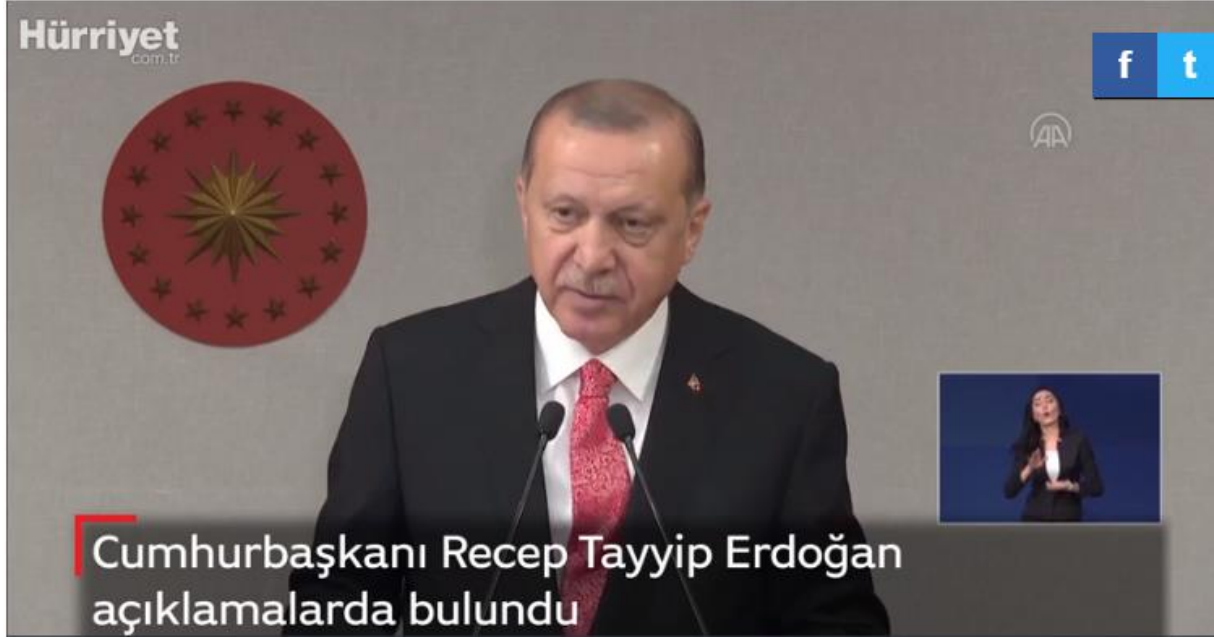 Hürriyet
com.tr
f t
AA
Cumhurbaşkanı Recep Tayyip Erdoğan
açıklamalarda bulundu